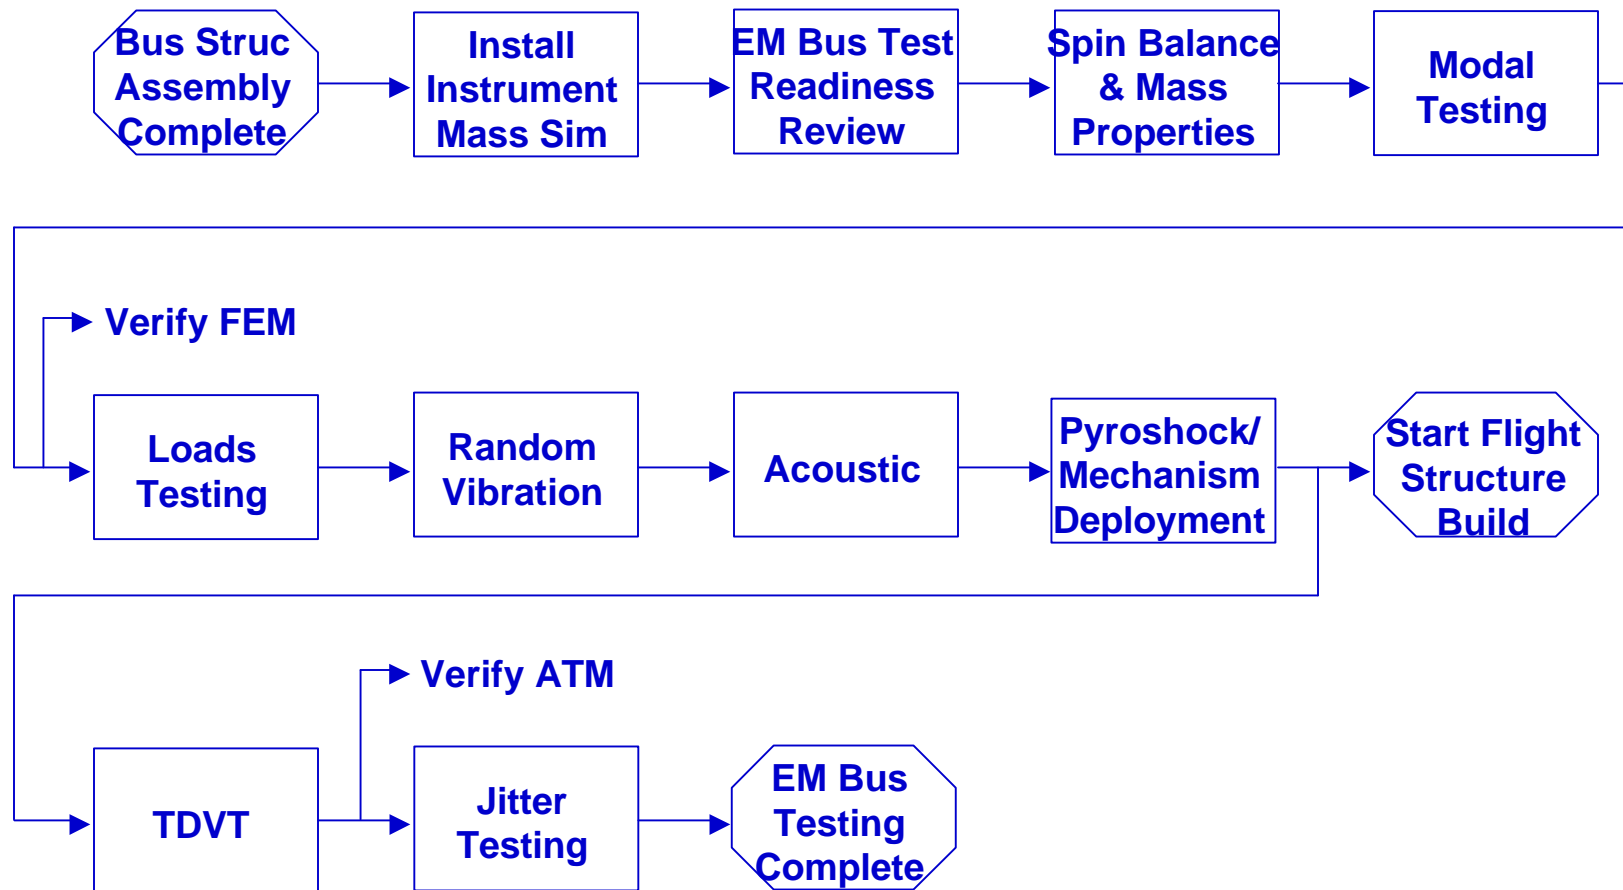 Bus Struc
Assembly
Complete
Install
Instrument
Mass Sim
EM Bus Test
Readiness
Review
Spin Balance
& Mass
Properties
Modal
Testing
Verify FEM
Loads
Testing
Random
Vibration
Acoustic
Pyroshock/
Mechanism
Deployment
Start Flight
Structure
Build
Verify ATM
TDVT
Jitter
Testing
EM Bus
Testing
Complete